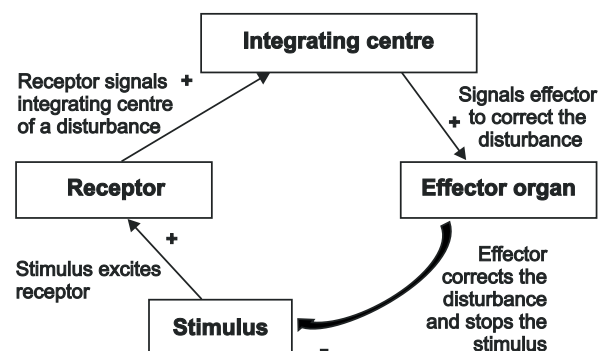 Integrating centre
Receptor signals +
integrating centre
of a disturbance
Signals effector
+ to correct the
disturbance
Receptor
Effector organ
+
Stimulus excites
receptor
Effector
corrects the
disturbance
and stops the
stimulus
Stimulus
–